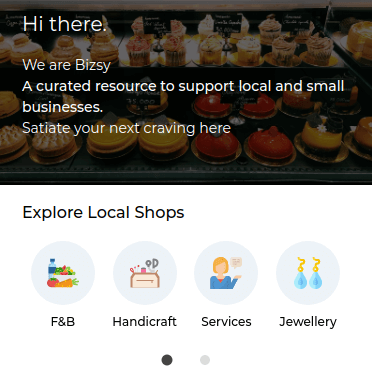 Hi there.
We are Bizsy
A curated resource to support local and small
businesses.
Satiate your next craving here
Explore Local Shops
F&B
Handicraft
Services
Jewellery